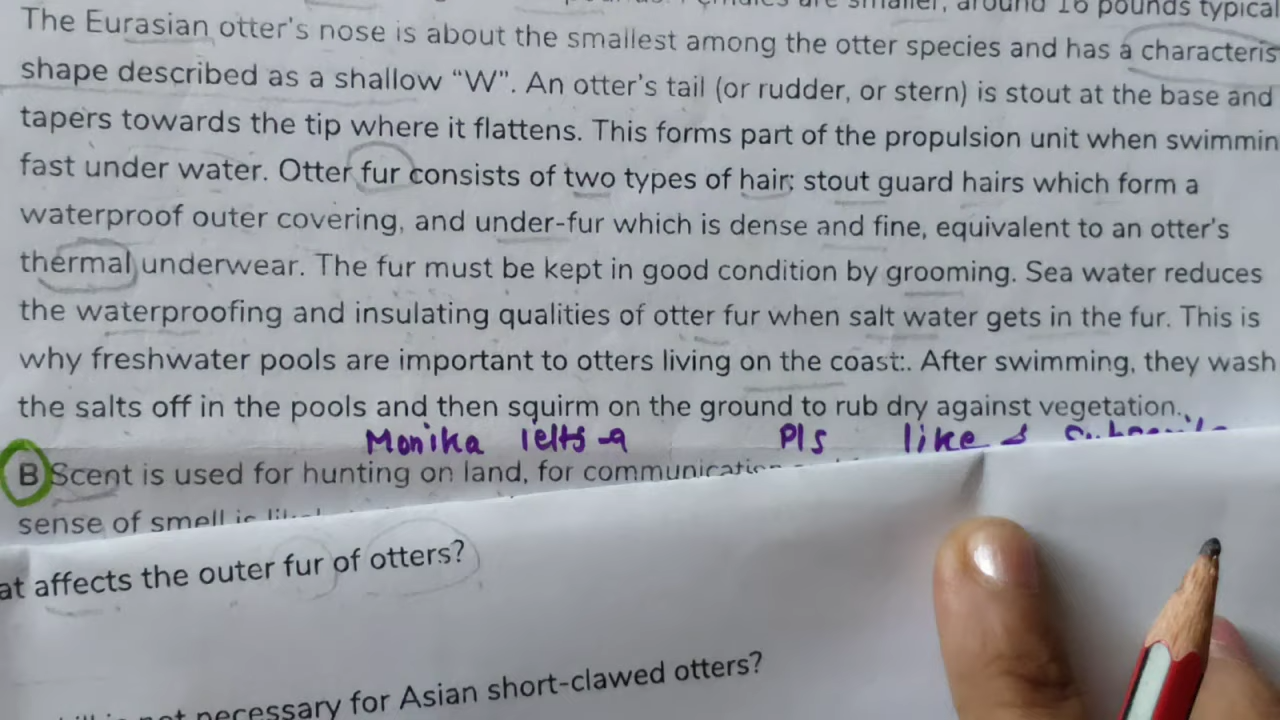 smaller, around 16 pounds typical
The Eurasian otter's nose is about the smallest among the otter species and has a characteris
shape described as a shallow “W”. An otter's tail (or rudder, or stern) is stout at the base and
tapers towards the tip where it flattens. This forms part of the propulsion unit when swimmin
fast under water. Otter fur consists of two types of hair: stout guard hairs which form a
waterproof outer covering, and under-fur which is dense and fine, equivalent to an otter's
thermal underwear. The fur must be kept in good condition by grooming. Sea water reduces
the waterproofing and insulating qualities of otter fur when salt water gets in the fur. This is
why freshwater pools are important to otters living on the coast:. After swimming, they wash
the salts off in the pools and then squirm on the ground to rub dry against vegetation.
Monika ielts -9 Pls like &
B Scent is used for hunting on land, for communicatio
sense of smell is
at affects the outer fur of otters?
not necessary for Asian short-clawed otters?